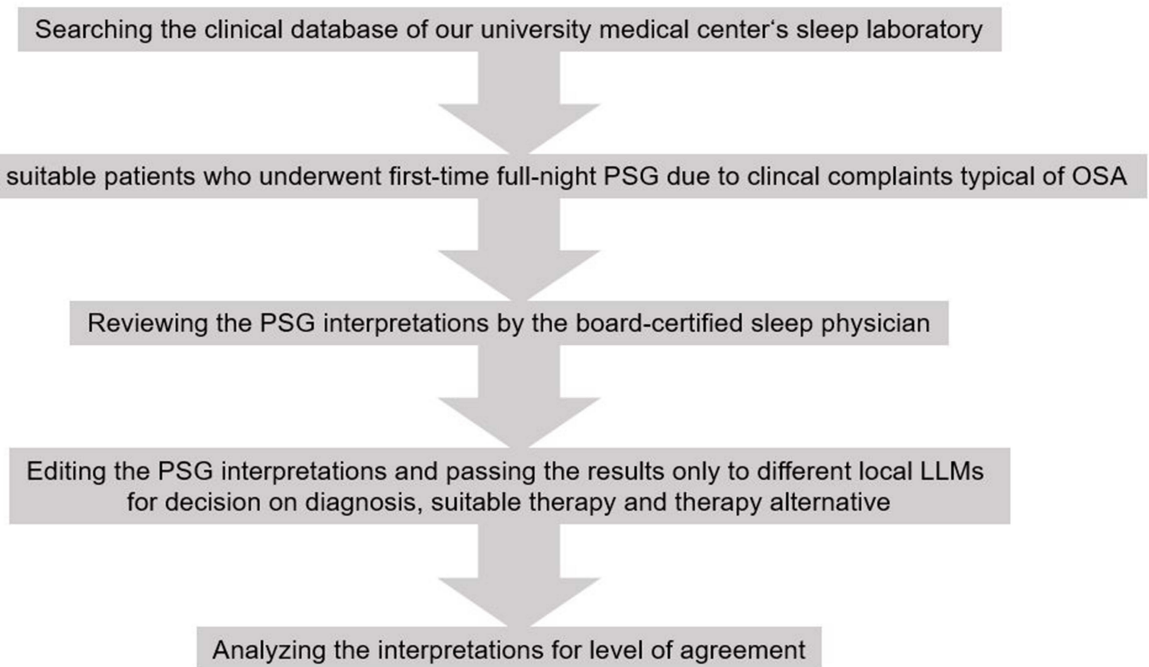 Searching the clinical database of our university medical center‘s sleep laboratory
suitable patients who underwent first-time full-night PSG due to clincal complaints typical of OSA
Reviewing the PSG interpretations by the board-certified sleep physician
Editing the PSG interpretations and passing the results only to different local LLMs
for decision on diagnosis, suitable therapy and therapy alternative
Analyzing the interpretations for level of agreement